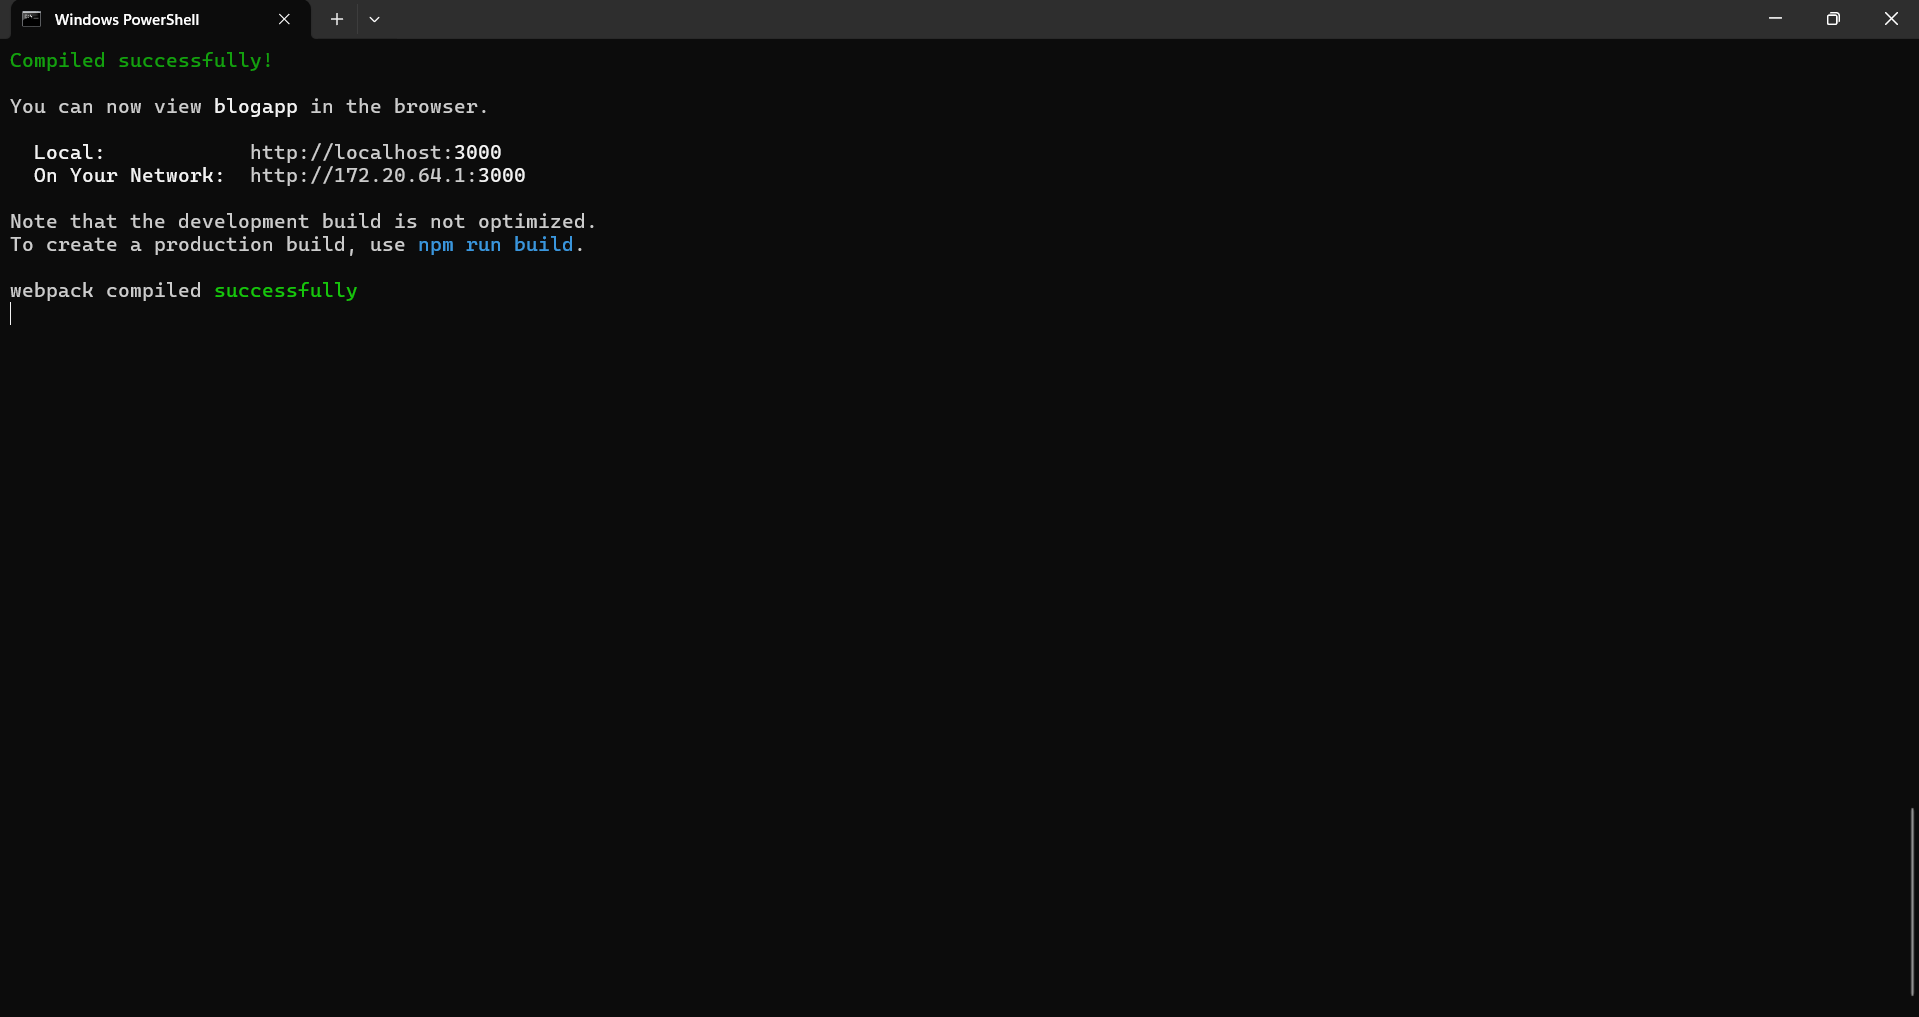 Windows PowerShell
Compiled successfully!
You can now view blogapp in the browser.
Local: http://localhost:3000
On Your Network: http://172.20.64.1:3000
Note that the development build is not optimized.
To create a production build, use npm run build.
webpack compiled successfully